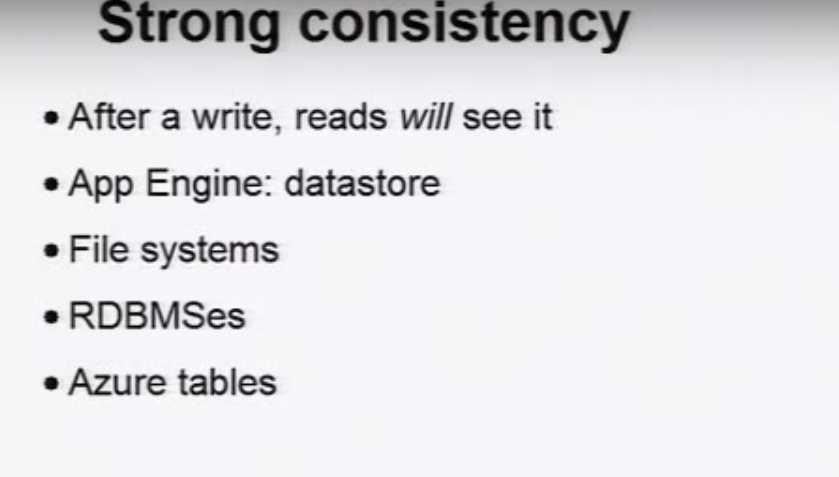 Strong consistency
• After a write, reads will see it
• App Engine: datastore
• File systems
• RDBMSes
• Azure tables